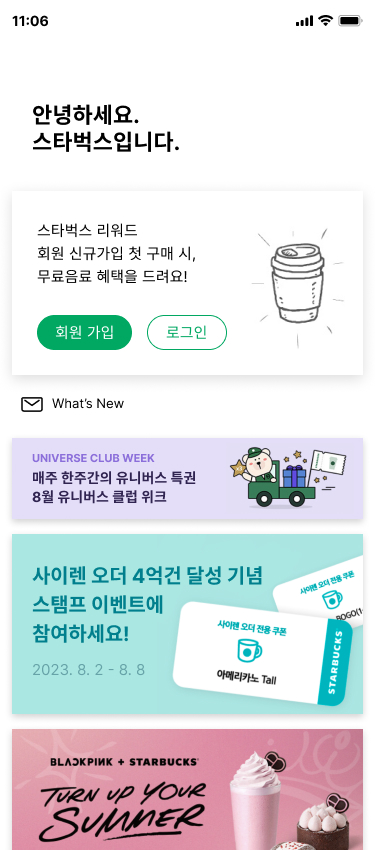 11:06
안녕하세요.
스타벅스입니다.
스타벅스 리워드
회원 신규가입 첫 구매 시,
무료음료 혜택을 드려요!
회원 가입
로그인
What's New
UNIVERSE CLUB WEEK
매주 한주간의 유니버스 특권
8월 유니버스 클럽 위크
사이렌 오더 4억건 달성 기념
스탬프 이벤트에
참여하세요!
2023. 8. 2 - 8. 8
사이렌 오더 전용 쿠폰
BOGO(1+
사이렌 오더 전용 쿠폰
아메리카노 Tall
STARBUCKS
BLACKPINK + STARBUCKS
TURN UP YOUR
SUMMER